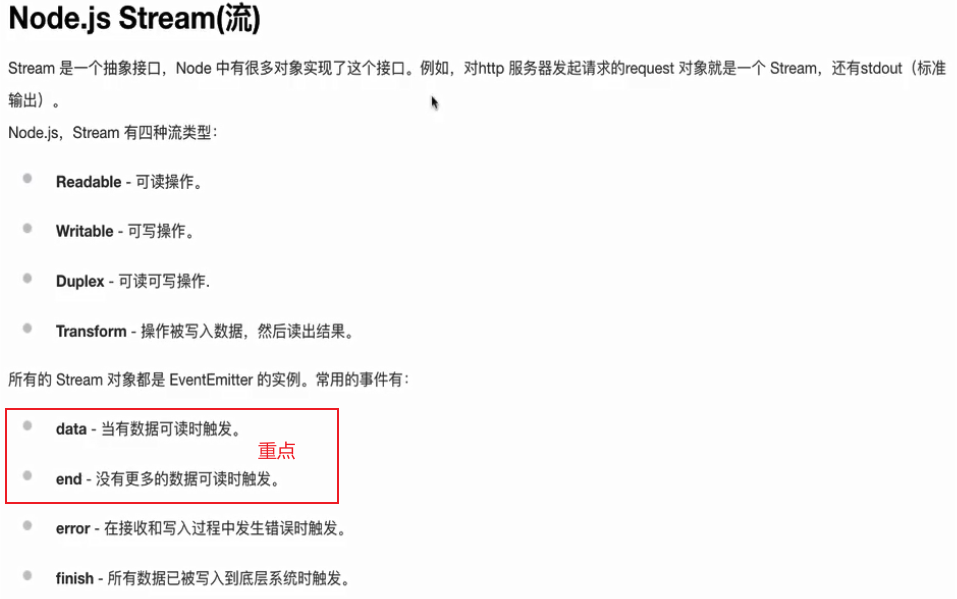 Node.js Stream(流)
Stream 是一个抽象接口，Node 中有很多对象实现了这个接口。例如，对http 服务器发起请求的request 对象就是一个 Stream，还有stdout（标准
输出）。
Node.js，Stream 有四种流类型：
Readable - 可读操作。
Writable - 可写操作。
Duplex - 可读可写操作.
Transform - 操作被写入数据，然后读出结果。
所有的 Stream 对象都是 EventEmitter 的实例。常用的事件有：
data - 当有数据可读时触发。
重点
end - 没有更多的数据可读时触发。
error - 在接收和写入过程中发生错误时触发。
finish - 所有数据已被写入到底层系统时触发。